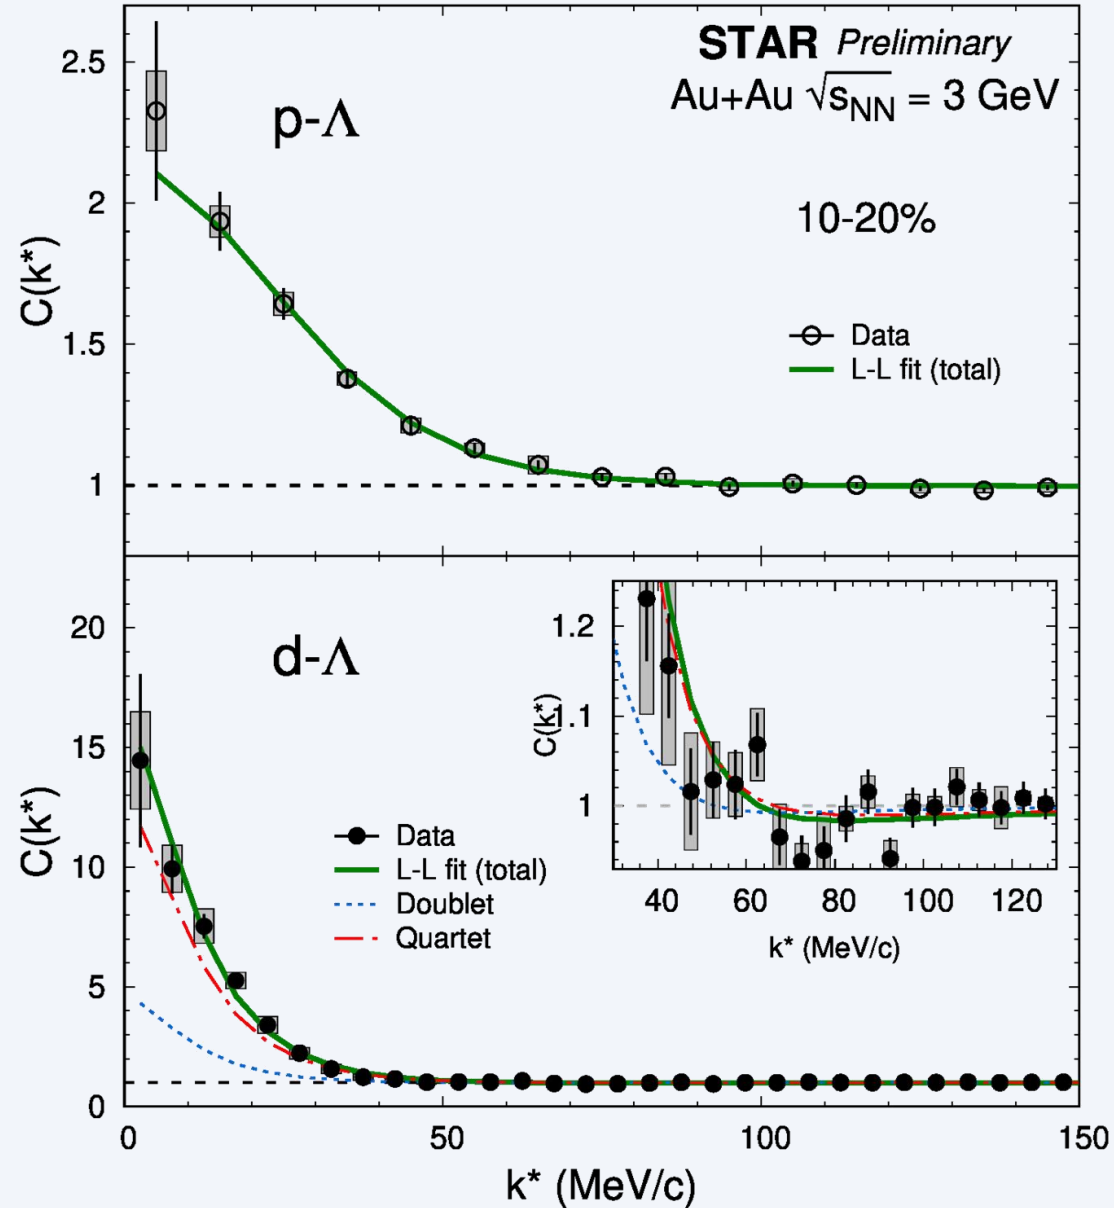 STAR Preliminary
Au+Au √sNN = 3 GeV
p-Λ
10-20%
Data
L-L fit (total)
C(k*)
2.5
2
1.5
1
d-Λ
Data
L-L fit (total)
Doublet
Quartet
C(k*)
20
15
10
5
0
C(k*)
1.2
1.1
1
40 60 80 100 120
k* (MeV/c)
0 50 100 150
k* (MeV/c)